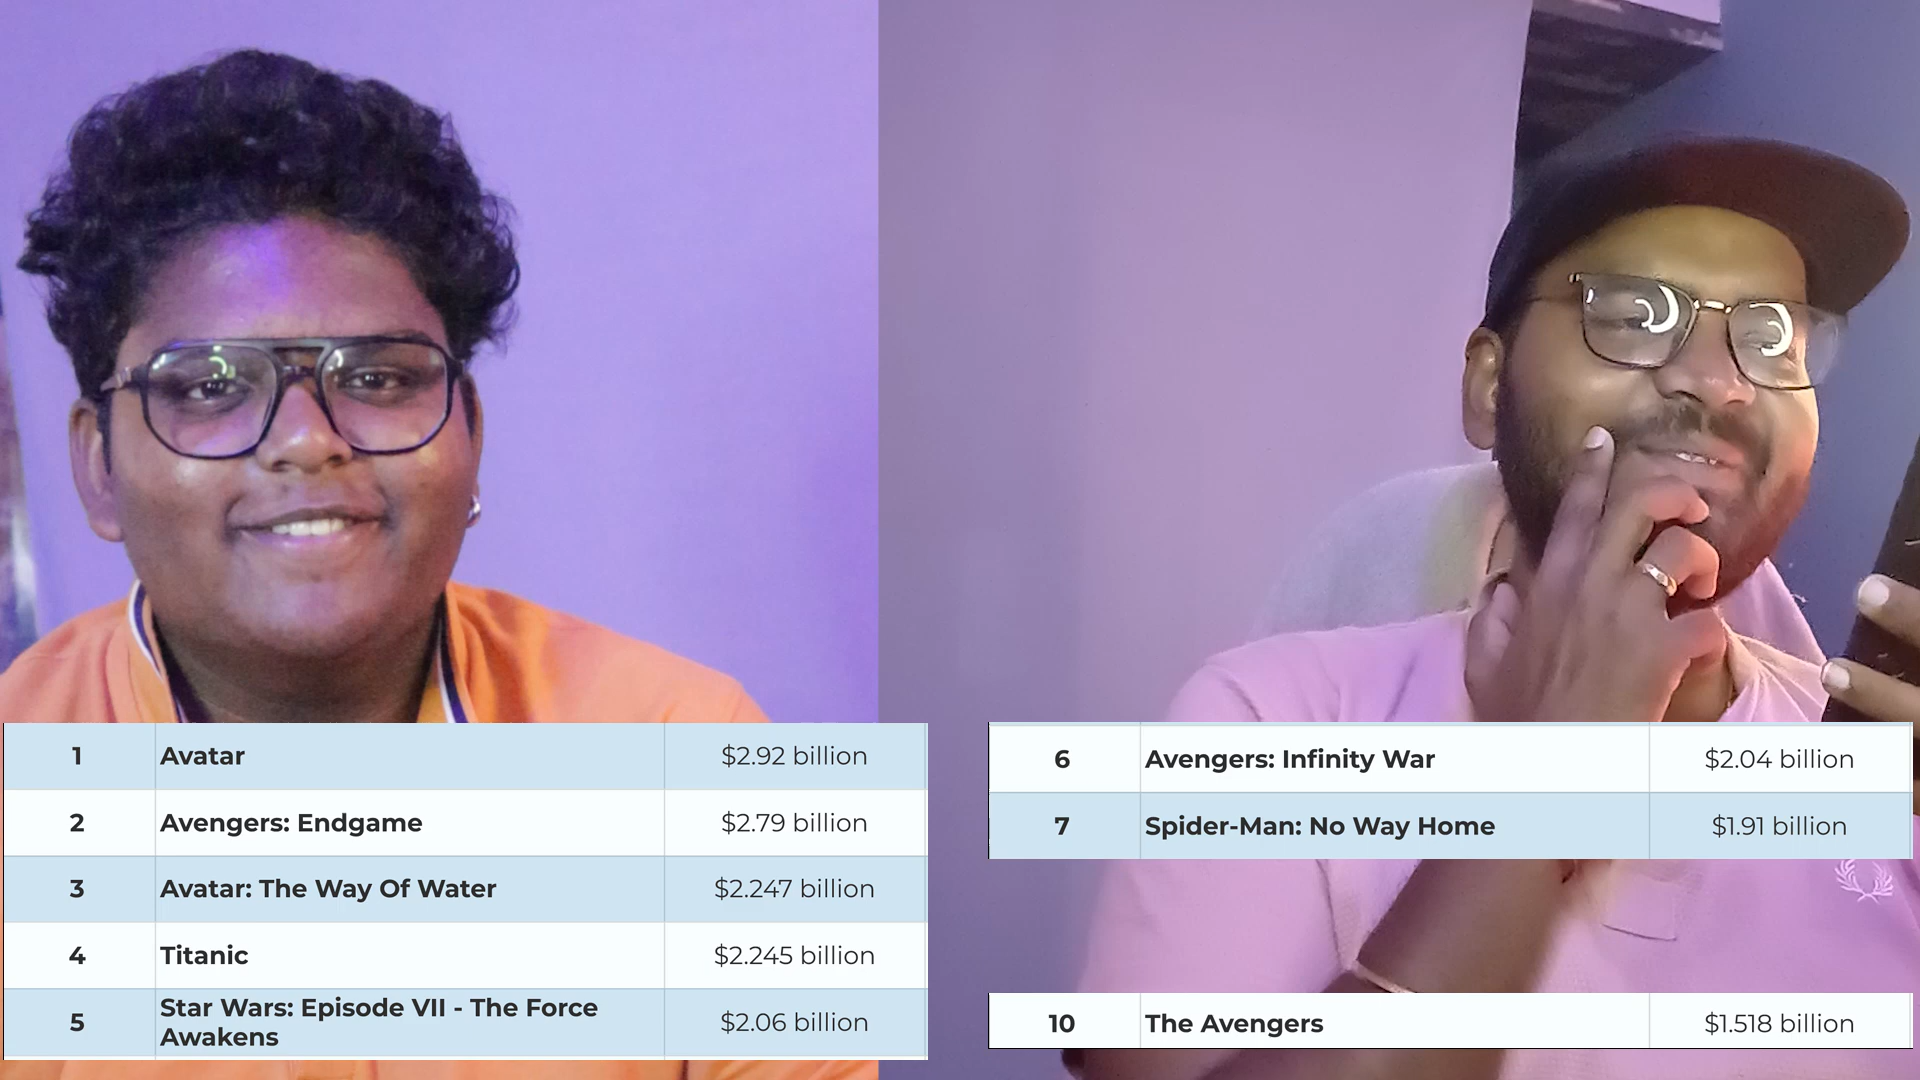 1 Avatar $2.92 billion
2 Avengers: Endgame $2.79 billion
3 Avatar: The Way Of Water $2.247 billion
4 Titanic $2.245 billion
5 Star Wars: Episode VII - The Force
Awakens $2.06 billion
6 Avengers: Infinity War $2.04 billion
7 Spider-Man: No Way Home $1.91 billion
10 The Avengers $1.518 billion